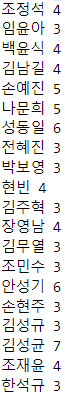 조정석 4
임윤아 3
백윤식 4
김남길 4
손예진 5
나문희 5
성동일 6
전혜진 3
박보영 3
현빈 4
김주혁 3
장영남 4
김무열 3
조민수 3
안성기 6
손현주 3
김성규 3
김성균 7
조재윤 4
한석규 3